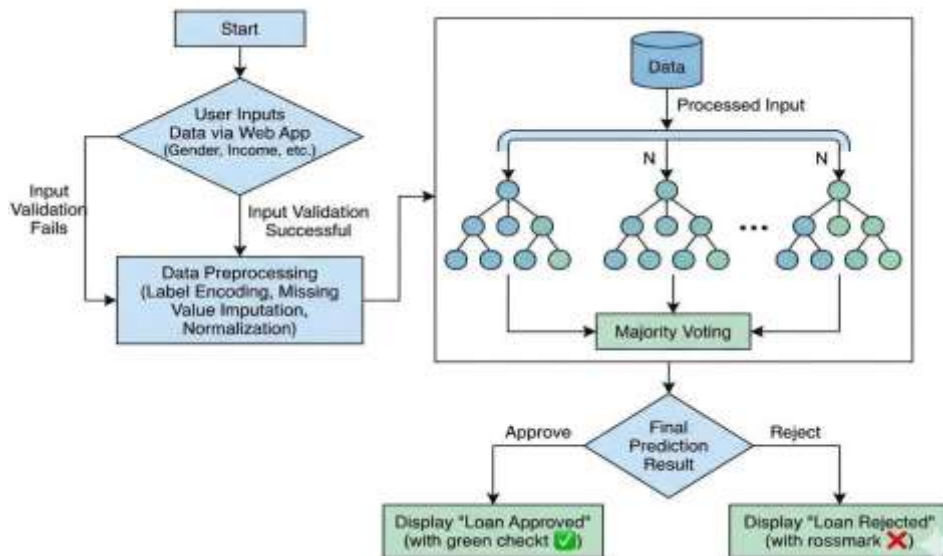 Start
User Inputs
Data via Web App
(Gender, Income, etc.)
Input
Validation
Fails
Input Validation
Successful
Data Preprocessing
(Label Encoding, Missing
Value Imputation,
Normalization)
Data
Processed Input
N
N
Majority Voting
Final
Prediction
Result
Approve
Reject
Display "Loan Approved"
(with green checkt ✅)
Display "Loan Rejected"
(with rossmark ❌)